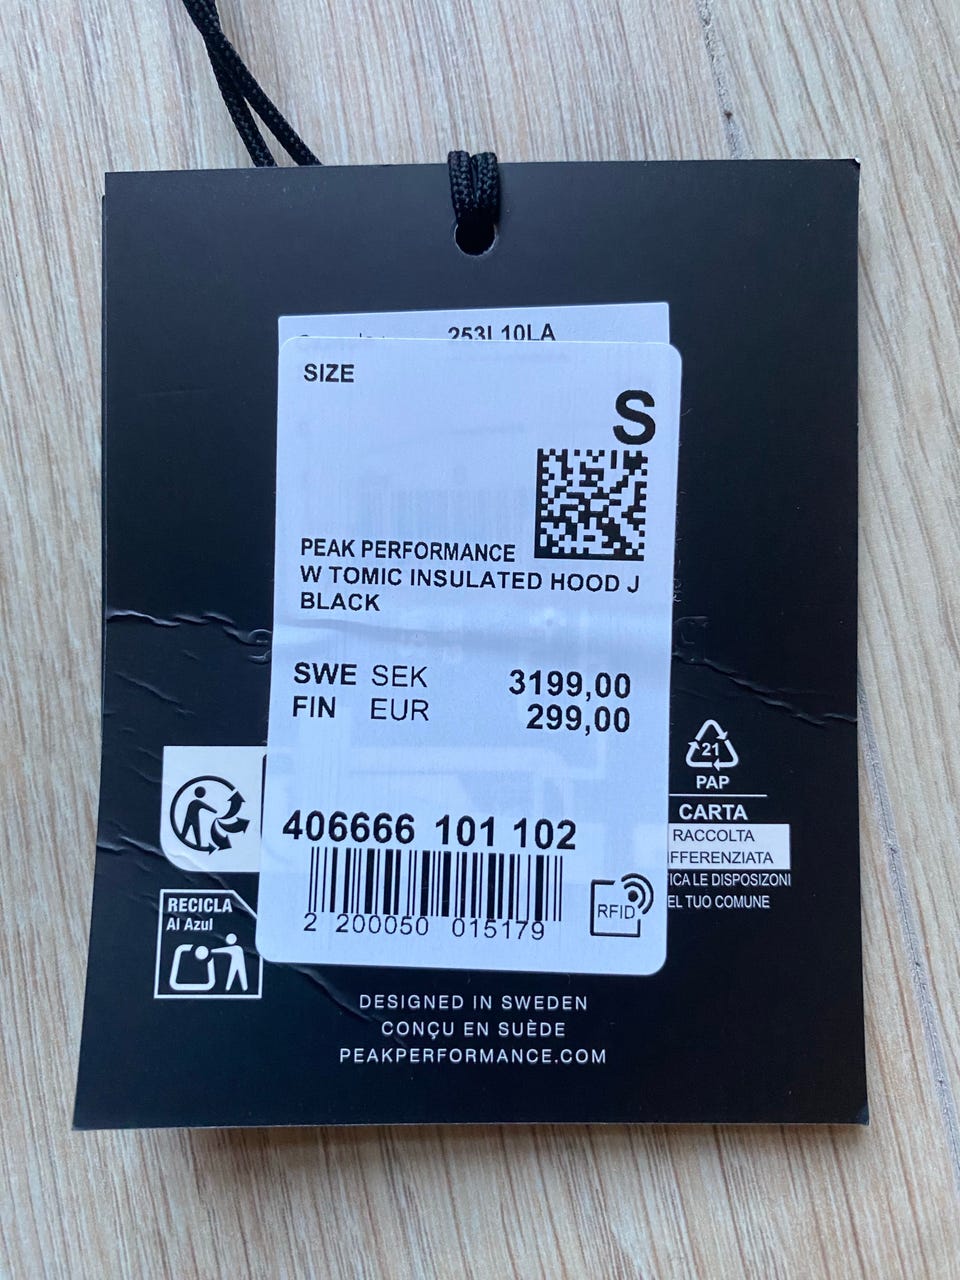 253L10LA
SIZE
S
PEAK PERFORMANCE
W TOMIC INSULATED HOOD J
BLACK
SWE SEK 3199,00
FIN EUR 299,00
406666 101 102
2 200050 015179
RFID
21
PAP
CARTA
RACCOLTA
IFFERENZIATA
FICA LE DISPOSIZONI
EL TUO COMUNE
RECICLA
Al Azul
DESIGNED IN SWEDEN
CONÇU EN SUÈDE
PEAKPERFORMANCE.COM